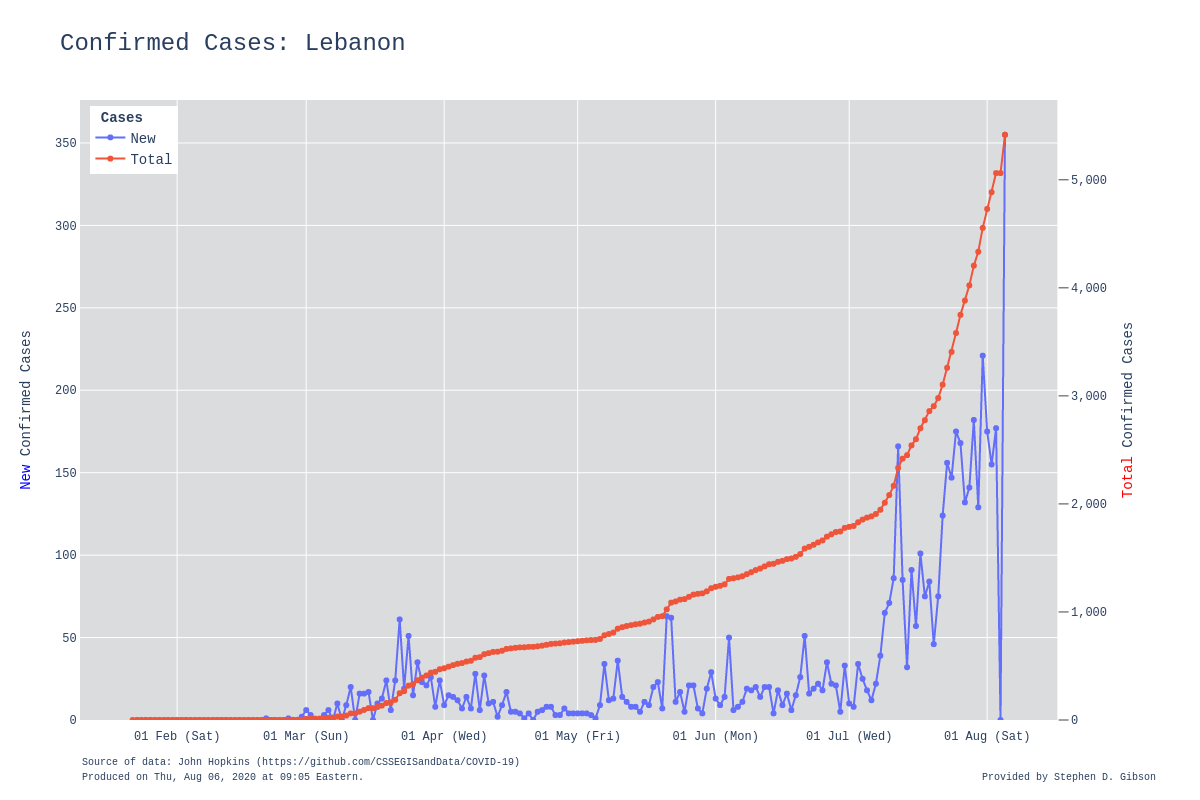 Confirmed Cases: Lebanon
Cases
New
Total
350
300
250
200
150
100
50
0
5,000
4,000
3,000
2,000
1,000
0
New Confirmed Cases
Total Confirmed Cases
01 Feb (Sat)
01 Mar (Sun)
01 Apr (Wed)
01 May (Fri)
01 Jun (Mon)
01 Jul (Wed)
01 Aug (Sat)
Source of data: John Hopkins (https://github.com/CSSEGISandData/COVID-19)
Produced on Thu, Aug 06, 2020 at 09:05 Eastern.
Provided by Stephen D. Gibson